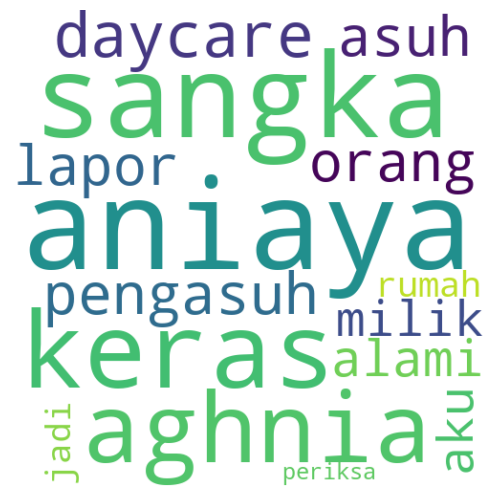 daycare asuh
sangka
lapor orang
aniaya
pengasuh rumah
keras milik
alami
jadi aghnia aku
periksa